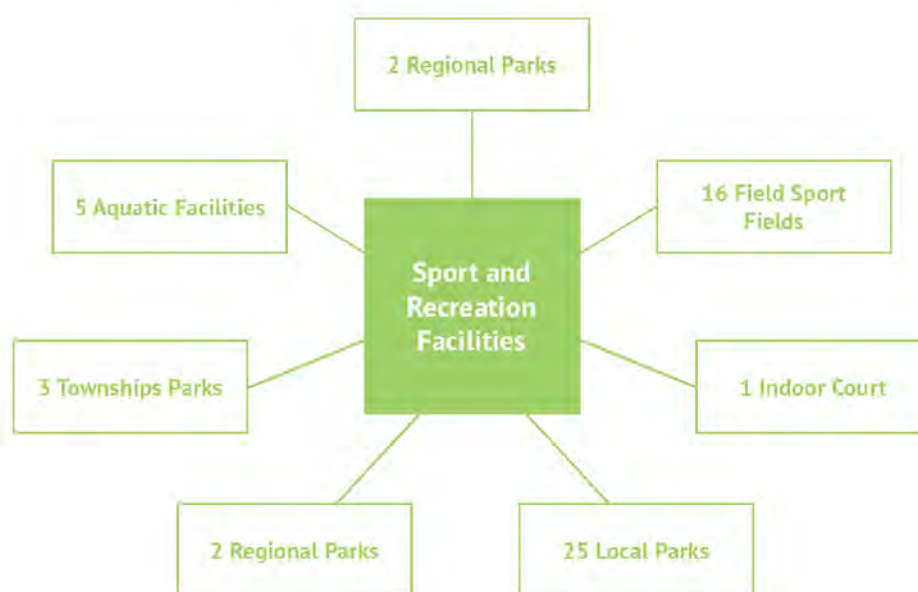 2 Regional Parks
5 Aquatic Facilities
16 Field Sport
Fields
Sport and
Recreation
Facilities
3 Townships Parks
1 Indoor Court
2 Regional Parks
25 Local Parks